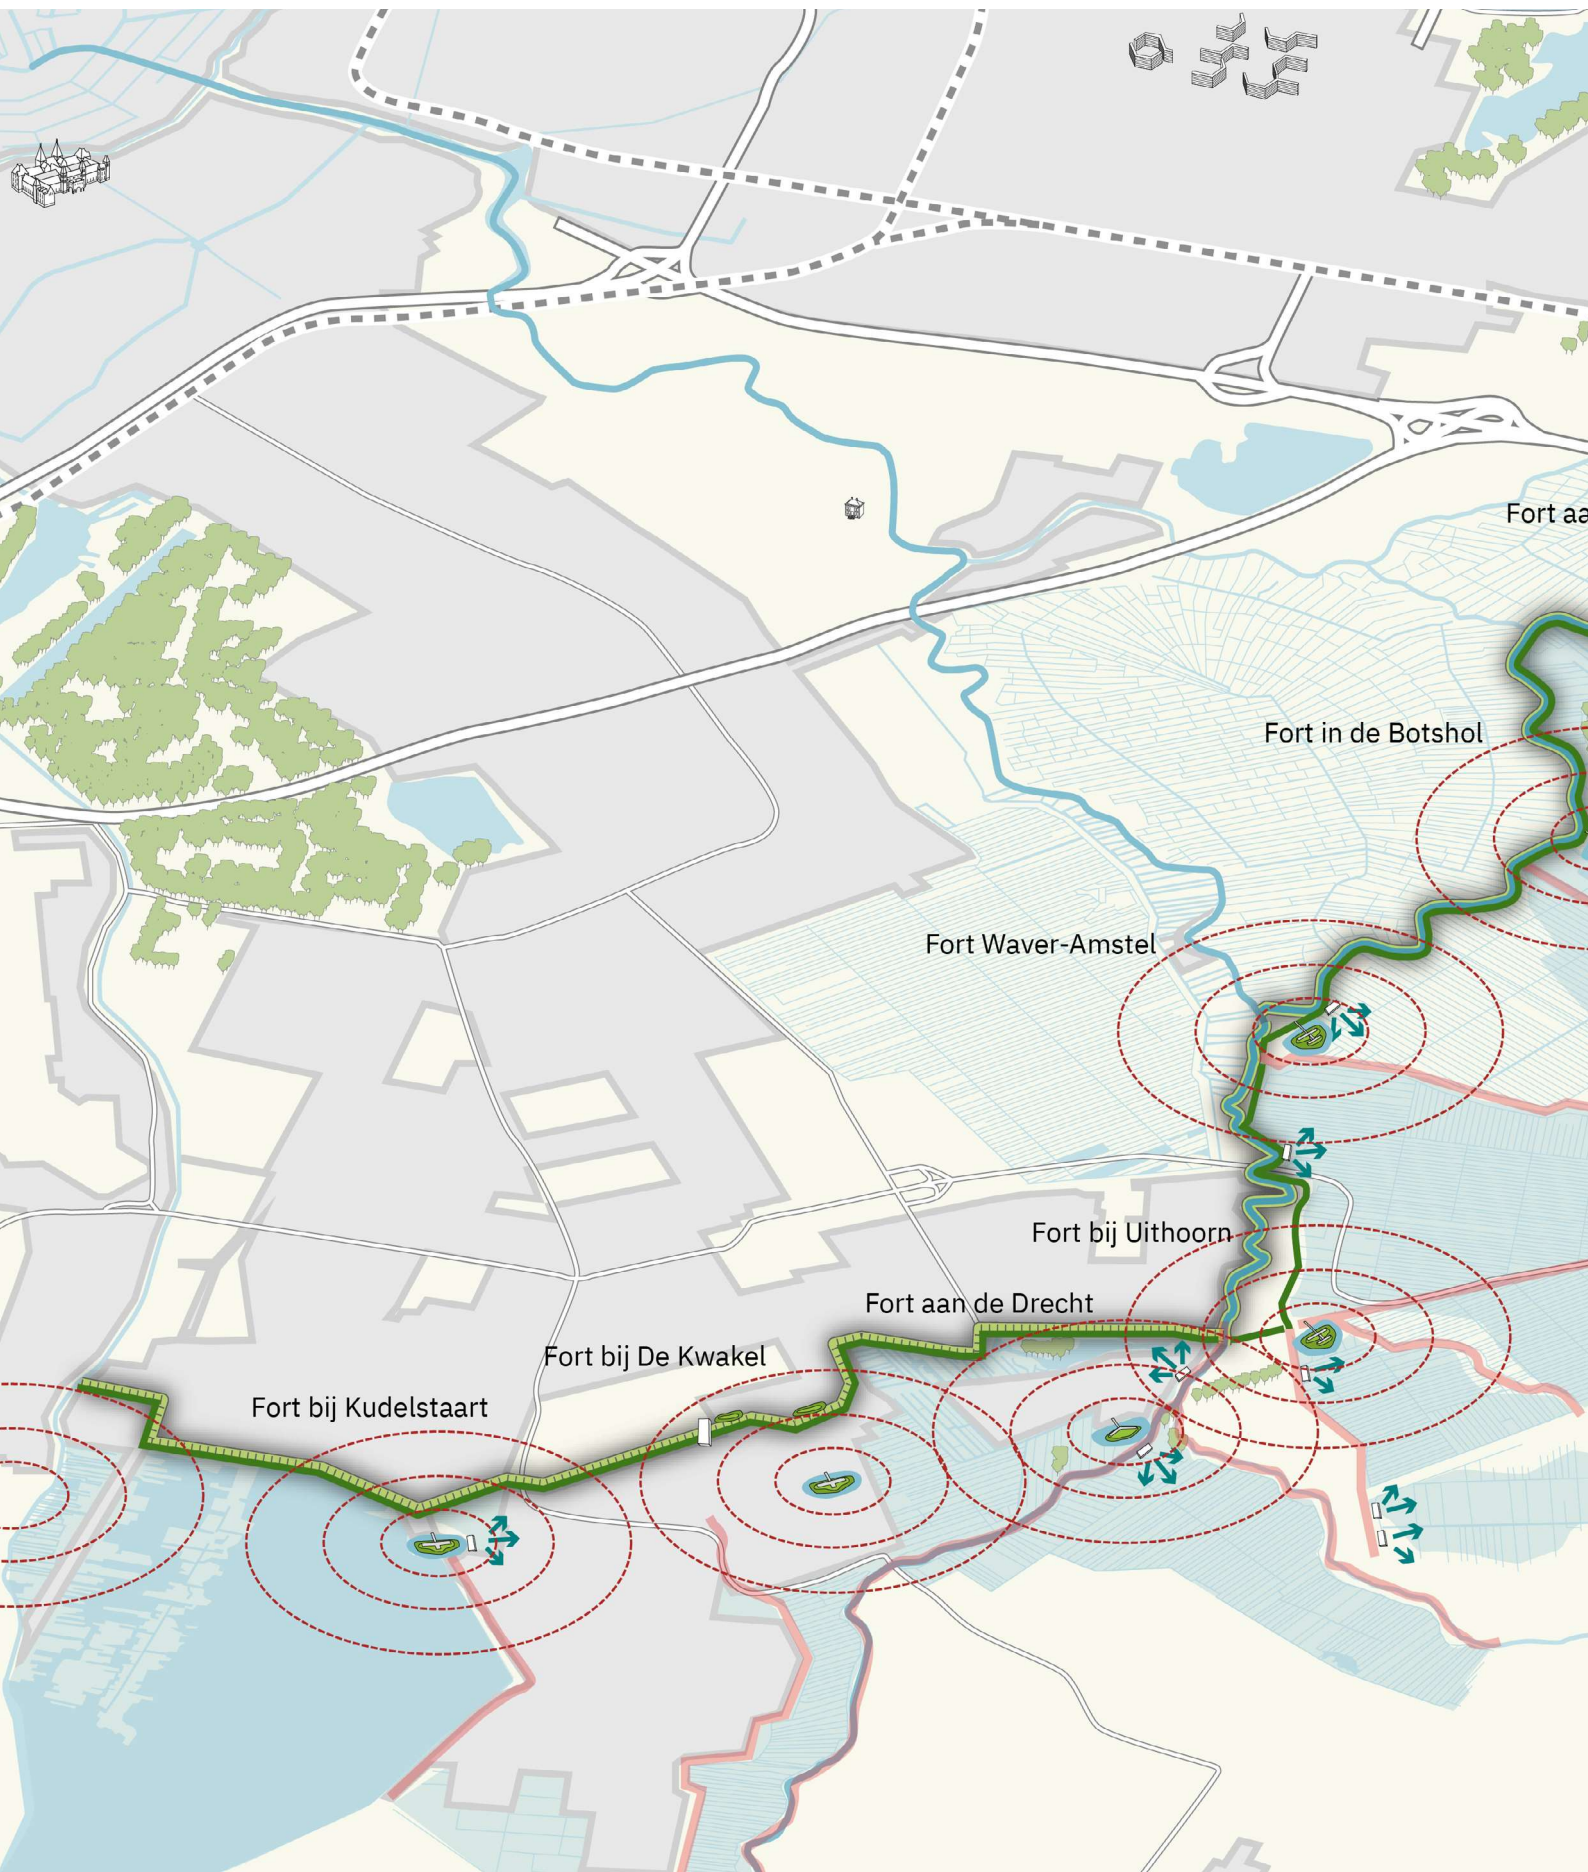 Fort aa
Fort in de Botshol
Fort Waver-Amstel
Fort bij Uithoorn
Fort aan de Drecht
Fort bij De Kwakel
Fort bij Kudelstaart